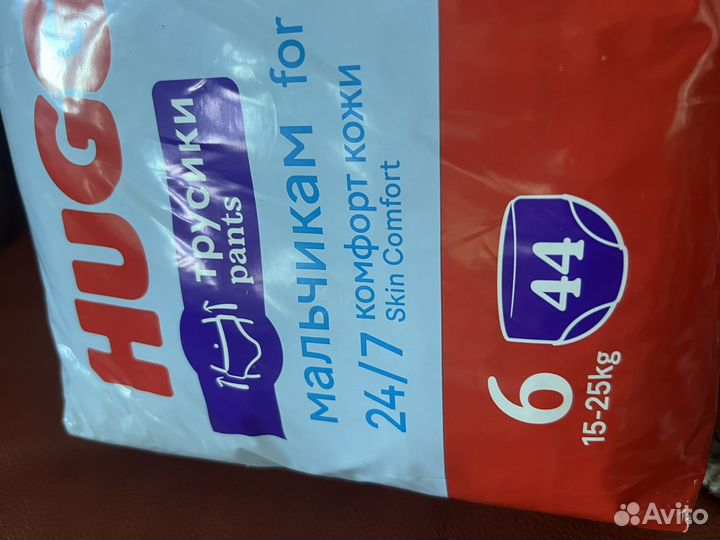 HUGG
трусики
pants
мальчикам for
24/7 комфорт кожи
Skin Comfort
6
44
15-25kg
Avito